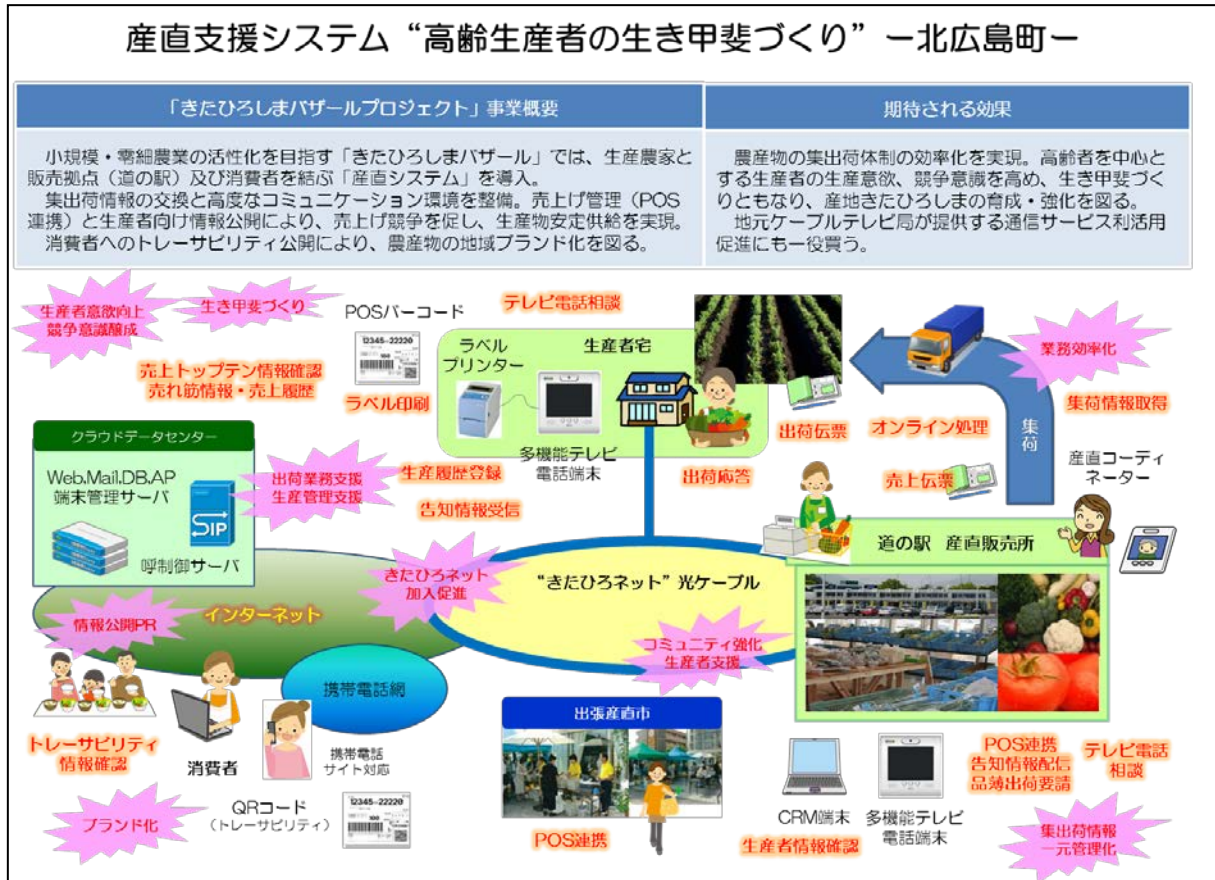 産直支援システム“高齢生産者の生き甲斐づくり”ー北広島町ー
「きたひろしまバザールプロジェクト」事業概要
小規模・零細農業の活性化を目指す「きたひろしまバザール」では、生産農家と
販売拠点（道の駅）及び消費者を結ぶ「産直システム」を導入。
集出荷情報の交換と高度なコミュニケーション環境を整備。売上げ管理（POS
連携）と生産者向け情報公開により、売上げ競争を促し、生産物安定供給を実現。
消費者へのトレーサビリティ公開により、農産物の地域ブランド化を図る。
期待される効果
農産物の集出荷体制の効率化を実現。高齢者を中心と
する生産者の生産意欲、競争意識を高め、生き甲斐づく
りともなり、産地きたひろしまの育成・強化を図る。
地元ケーブルテレビ局が提供する通信サービス利活用
促進にも一役買う。
生産者意欲向上
競争意識醸成
生き甲斐づくり
POSバーコード
12345-22220
テレビ電話相談
ラベル
プリンター
生産者宅
業務効率化
売上トップテン情報確認
売れ筋情報・売上履歴
ラベル印刷
多機能テレビ
電話端末
出荷伝票
オンライン処理
集荷
集荷情報取得
クラウドデータセンター
Web.Mail.DB.AP
端末管理サーバ
SIP
呼制御サーバ
出荷業務支援
生産管理支援
生産履歴登録
告知情報受信
出荷応答
売上伝票
産直コーディ
ネーター
道の駅 産直販売所
きたひろネット
加入促進
“きたひろネット”光ケーブル
インターネット
情報公開PR
コミュニティ強化
生産者支援
携帯電話網
出張産直市
トレーサビリティ
情報確認
消費者
携帯電話
サイト対応
POS連携
告知情報配信
品薄出荷要請
テレビ電話
相談
ブランド化
QRコード
（トレーサビリティ）
12345-22220
POS連携
CRM端末
生産者情報確認
多機能テレビ
電話端末
集出荷情報
一元管理化